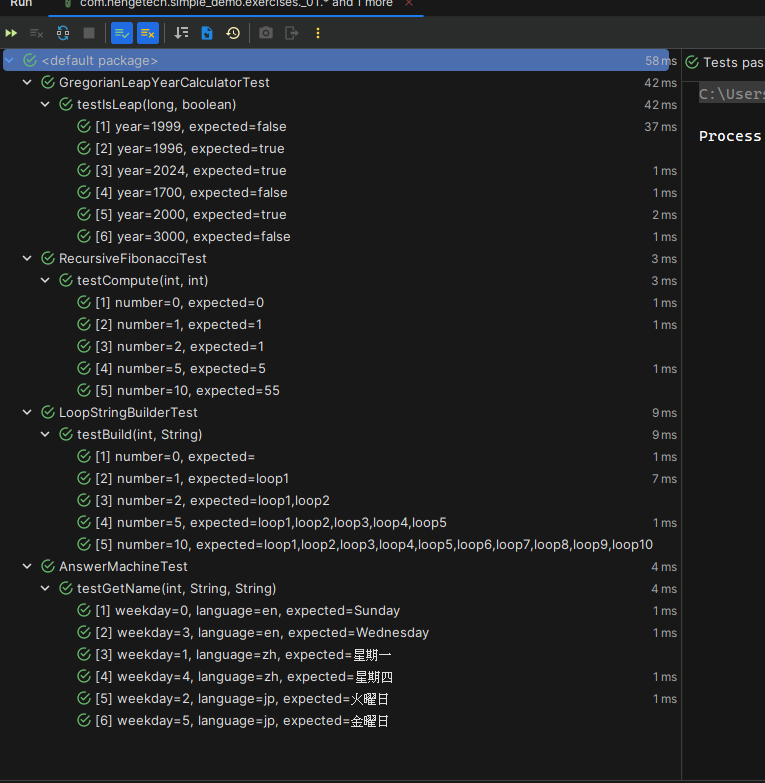 Run com.hengetech.simple_demo.exercises._01.* and 1 more
<default package> 58 ms
Tests pas
GregorianLeapYearCalculatorTest 42 ms
C:\Users
testIsLeap(long, boolean) 42 ms
[1] year=1999, expected=false 37 ms
Process
[2] year=1996, expected=true
[3] year=2024, expected=true 1 ms
[4] year=1700, expected=false 1 ms
[5] year=2000, expected=true 2 ms
[6] year=3000, expected=false 1 ms
RecursiveFibonacciTest 3 ms
testCompute(int, int) 3 ms
[1] number=0, expected=0 1 ms
[2] number=1, expected=1 1 ms
[3] number=2, expected=1
[4] number=5, expected=5 1 ms
[5] number=10, expected=55
LoopStringBuilderTest 9 ms
testBuild(int, String) 9 ms
[1] number=0, expected= 1 ms
[2] number=1, expected=loop1 7 ms
[3] number=2, expected=loop1,loop2
[4] number=5, expected=loop1,loop2,loop3,loop4,loop5 1 ms
[5] number=10, expected=loop1,loop2,loop3,loop4,loop5,loop6,loop7,loop8,loop9,loop10
AnswerMachineTest 4 ms
testGetName(int, String, String) 4 ms
[1] weekday=0, language=en, expected=Sunday 1 ms
[2] weekday=3, language=en, expected=Wednesday 1 ms
[3] weekday=1, language=zh, expected=星期一
[4] weekday=4, language=zh, expected=星期四 1 ms
[5] weekday=2, language=jp, expected=火曜日 1 ms
[6] weekday=5, language=jp, expected=金曜日